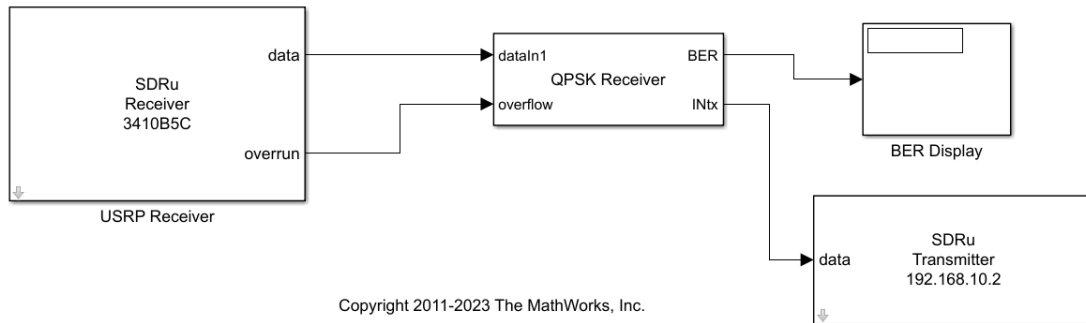 data
SDRu
Receiver
3410B5C
overrun
USRP Receiver
dataIn1
BER
QPSK Receiver
overflow
INtx
BER Display
data
SDRu
Transmitter
192.168.10.2
Copyright 2011-2023 The MathWorks, Inc.